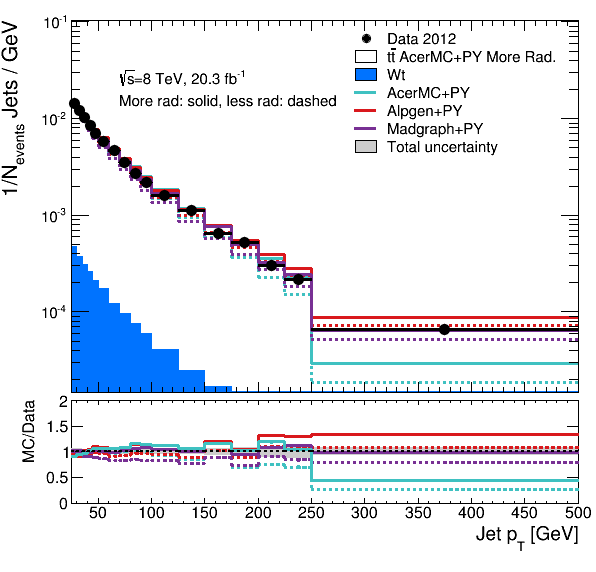 10⁻¹
10⁻²
10⁻³
10⁻⁴
1/N_events Jets / GeV
Data 2012
tt̄ AcerMC+PY More Rad.
Wt
AcerMC+PY
Alpgen+PY
Madgraph+PY
Total uncertainty
√s=8 TeV, 20.3 fb⁻¹
More rad: solid, less rad: dashed
MC/Data
2
1.5
1
0.5
0
50 100 150 200 250 300 350 400 450 500
Jet p_T [GeV]